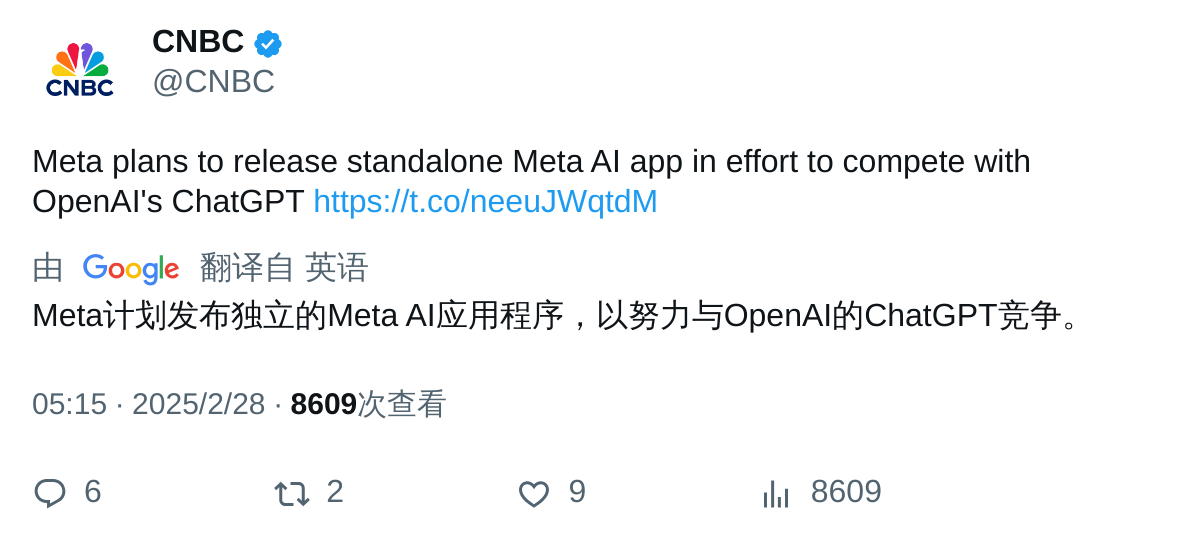 CNBC
CNBC
@CNBC
Meta plans to release standalone Meta AI app in effort to compete with
OpenAI's ChatGPT https://t.co/neeuJWqtdM
由 Google 翻译自 英语
Meta计划发布独立的Meta AI应用程序，以努力与OpenAI的ChatGPT竞争。
05:15 · 2025/2/28 · 8609次查看
6 2 9 8609